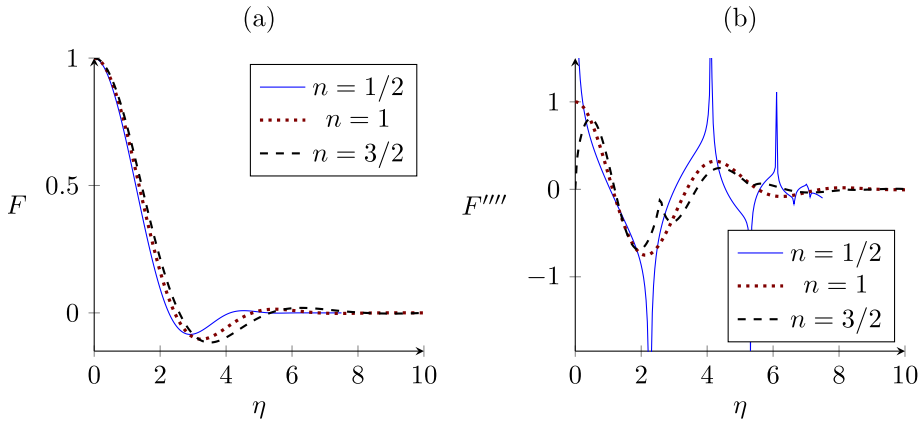 (a)
1
0.5
0
F
0 2 4 6 8 10
η
n = 1/2
n = 1
n = 3/2
(b)
1
0
−1
F′′′′
0 2 4 6 8 10
η
n = 1/2
n = 1
n = 3/2